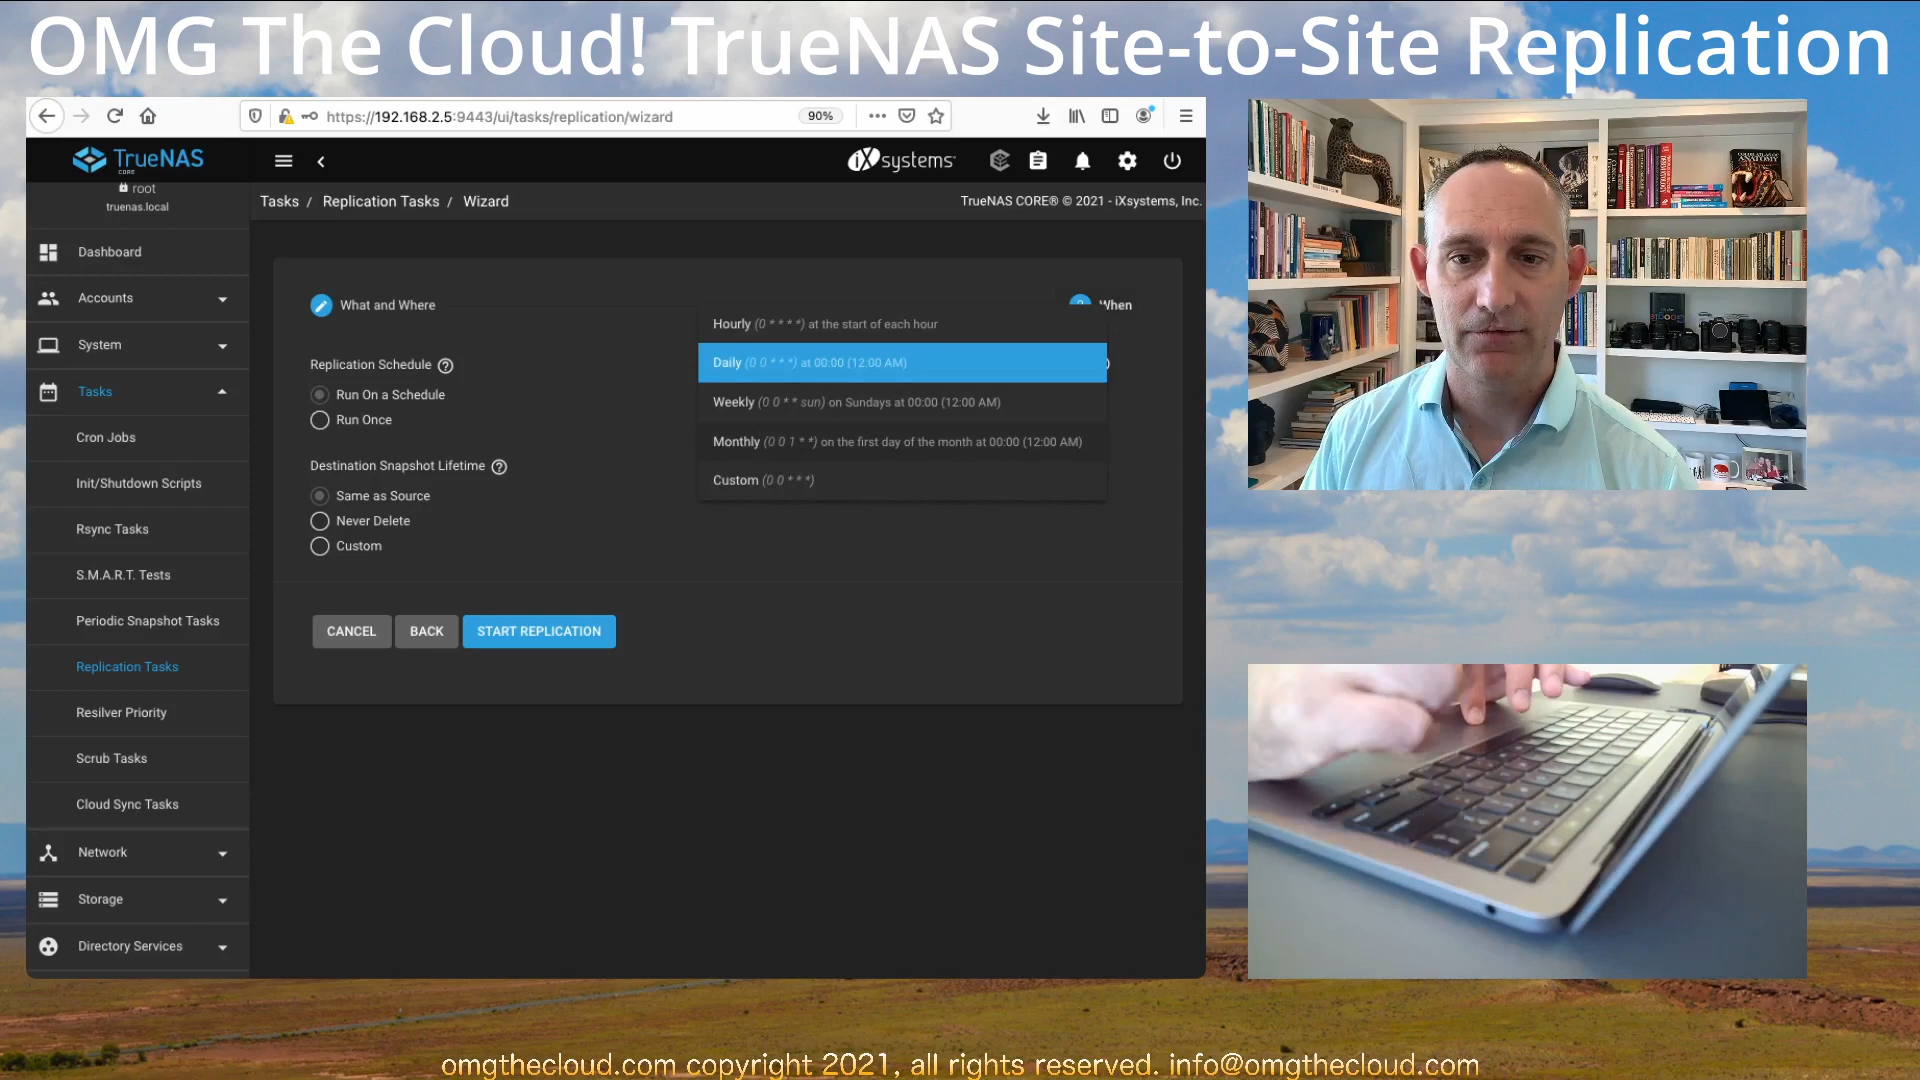 OMG The Cloud! TrueNAS Site-to-Site Replication
https://192.168.2.5:9443/ui/tasks/replication/wizard
90%
TrueNAS
CORE
iXsystems
root
truenas.local
Tasks / Replication Tasks / Wizard
TrueNAS CORE® © 2021 - iXsystems, Inc.
Dashboard
Accounts
System
Tasks
Cron Jobs
Init/Shutdown Scripts
Rsync Tasks
S.M.A.R.T. Tests
Periodic Snapshot Tasks
Replication Tasks
Resilver Priority
Scrub Tasks
Cloud Sync Tasks
Network
Storage
Directory Services
What and Where
When
Replication Schedule
Run On a Schedule
Run Once
Destination Snapshot Lifetime
Same as Source
Never Delete
Custom
Hourly (0 * * * *) at the start of each hour
Daily (0 0 * * *) at 00:00 (12:00 AM)
Weekly (0 0 * * sun) on Sundays at 00:00 (12:00 AM)
Monthly (0 0 1 * *) on the first day of the month at 00:00 (12:00 AM)
Custom (0 0 * * *)
CANCEL
BACK
START REPLICATION
omgthecloud.com copyright 2021, all rights reserved. info@omgthecloud.com